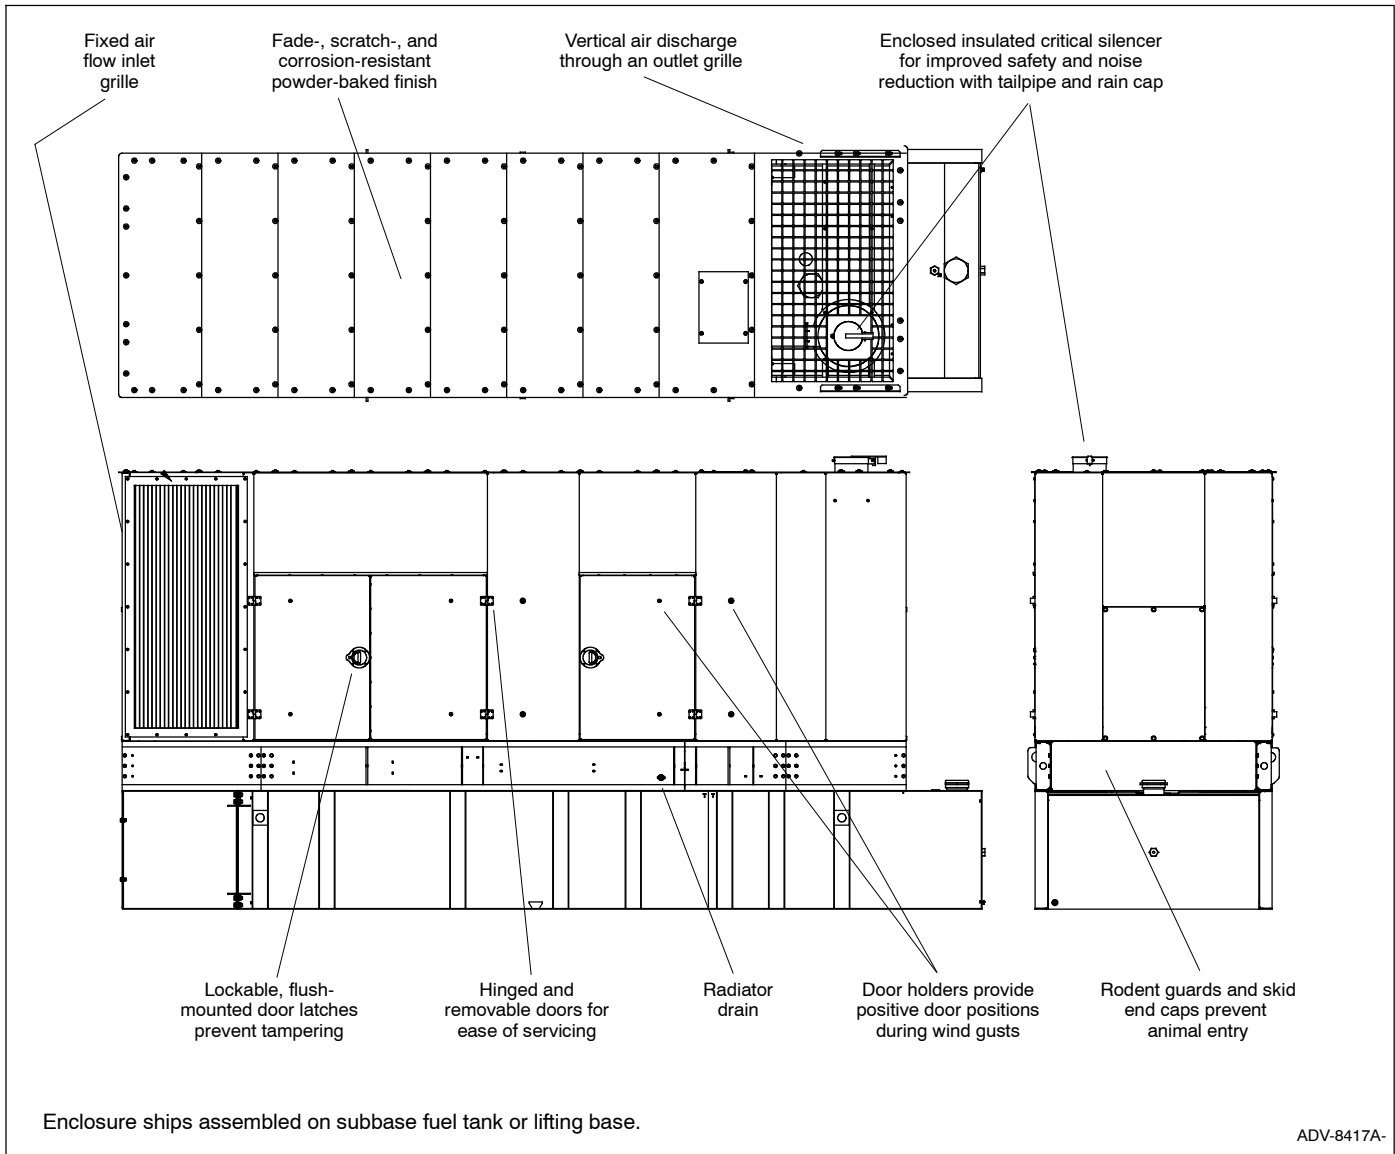 Fixed air
flow inlet
grille
Fade-, scratch-, and
corrosion-resistant
powder-baked finish
Vertical air discharge
through an outlet grille
Enclosed insulated critical silencer
for improved safety and noise
reduction with tailpipe and rain cap
Lockable, flush-
mounted door latches
prevent tampering
Hinged and
removable doors for
ease of servicing
Radiator
drain
Door holders provide
positive door positions
during wind gusts
Rodent guards and skid
end caps prevent
animal entry
Enclosure ships assembled on subbase fuel tank or lifting base.
ADV-8417A-